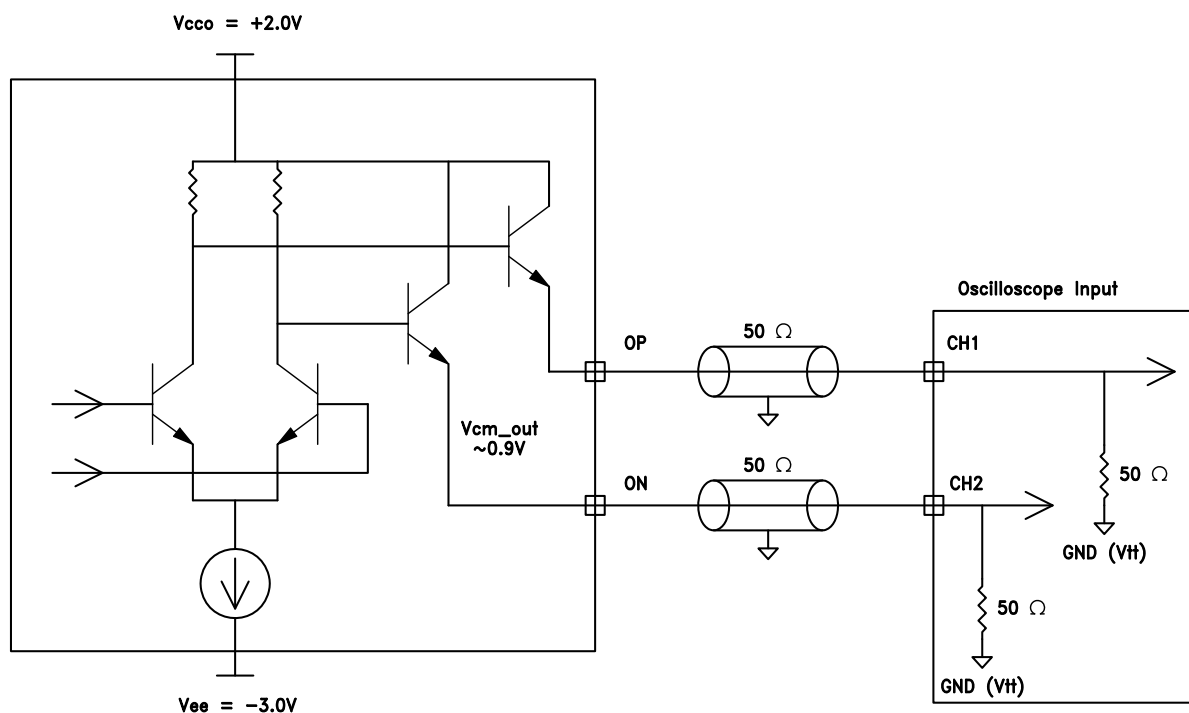 Vcco = +2.0V
Oscilloscope Input
OP
50 Ω
CH1
Vcm_out
~0.9V
50 Ω
ON
CH2
50 Ω
GND (Vtt)
50 Ω
GND (Vtt)
Vee = -3.0V